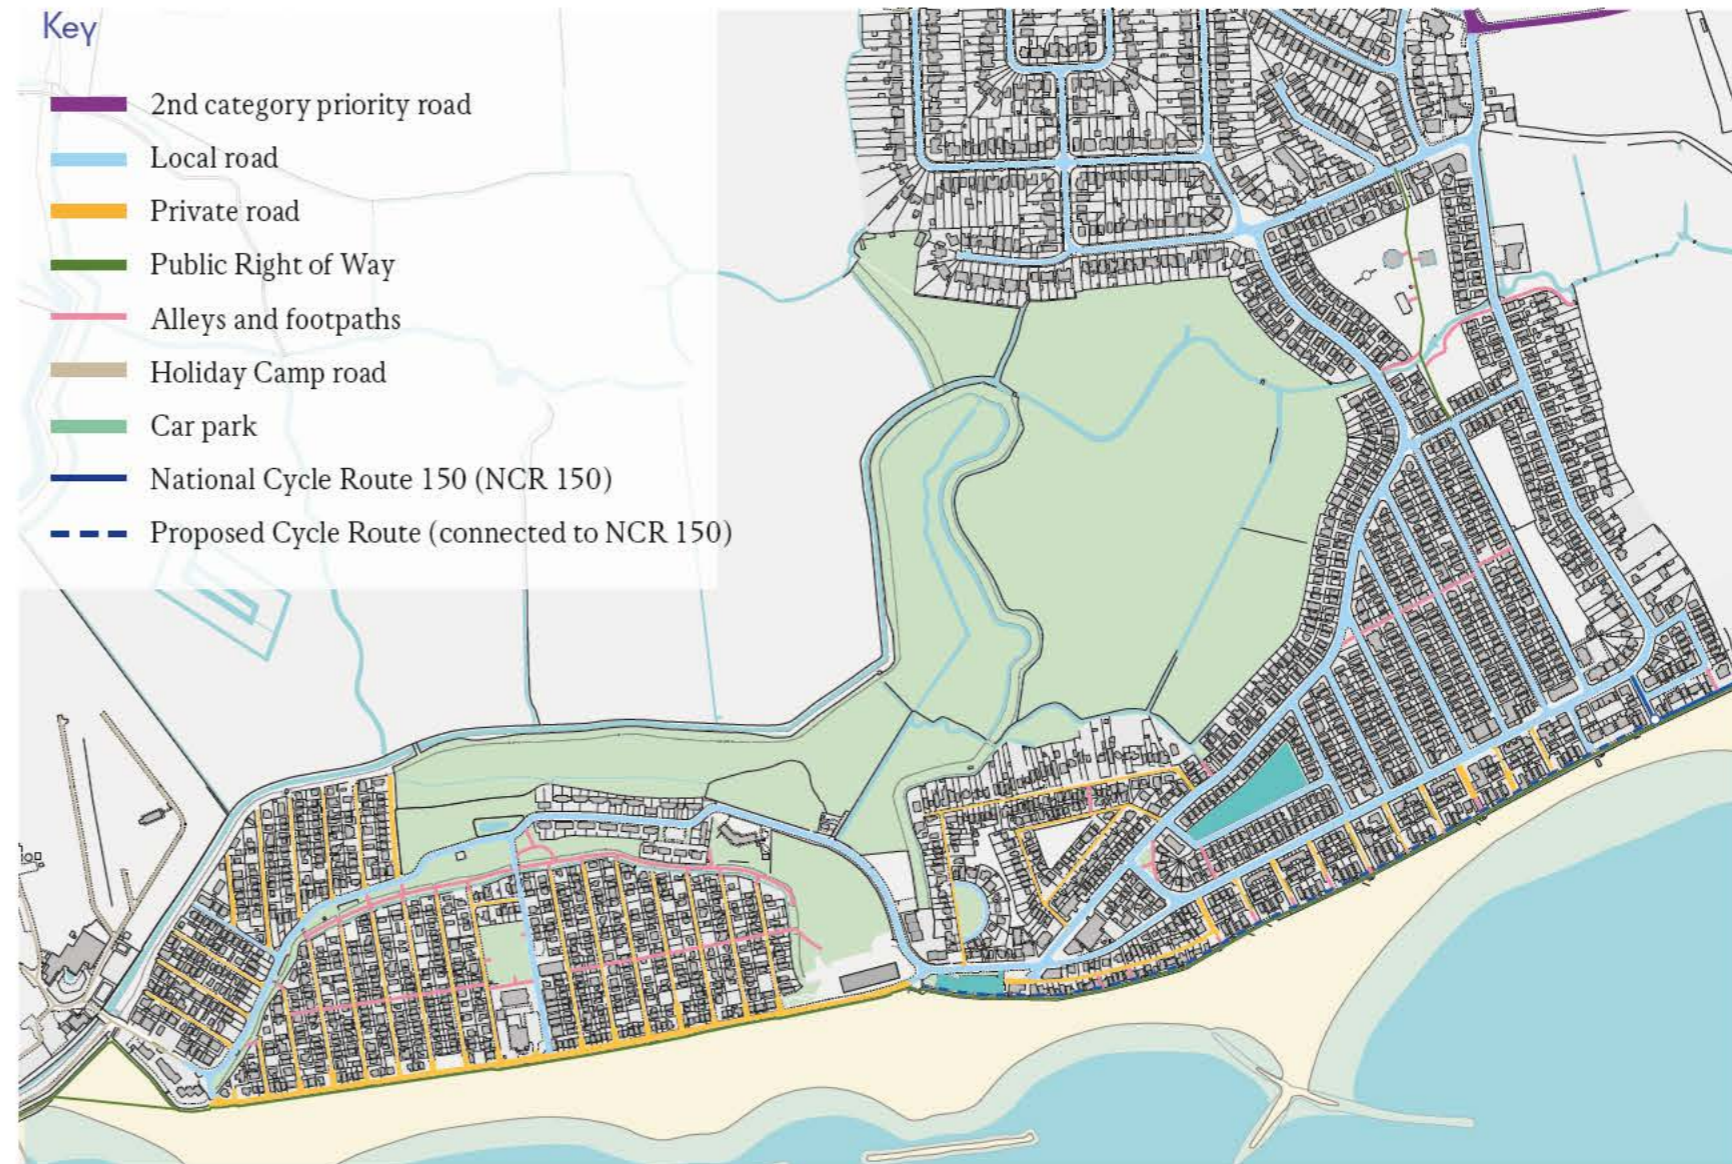 Key
2nd category priority road
Local road
Private road
Public Right of Way
Alleys and footpaths
Holiday Camp road
Car park
National Cycle Route 150 (NCR 150)
Proposed Cycle Route (connected to NCR 150)